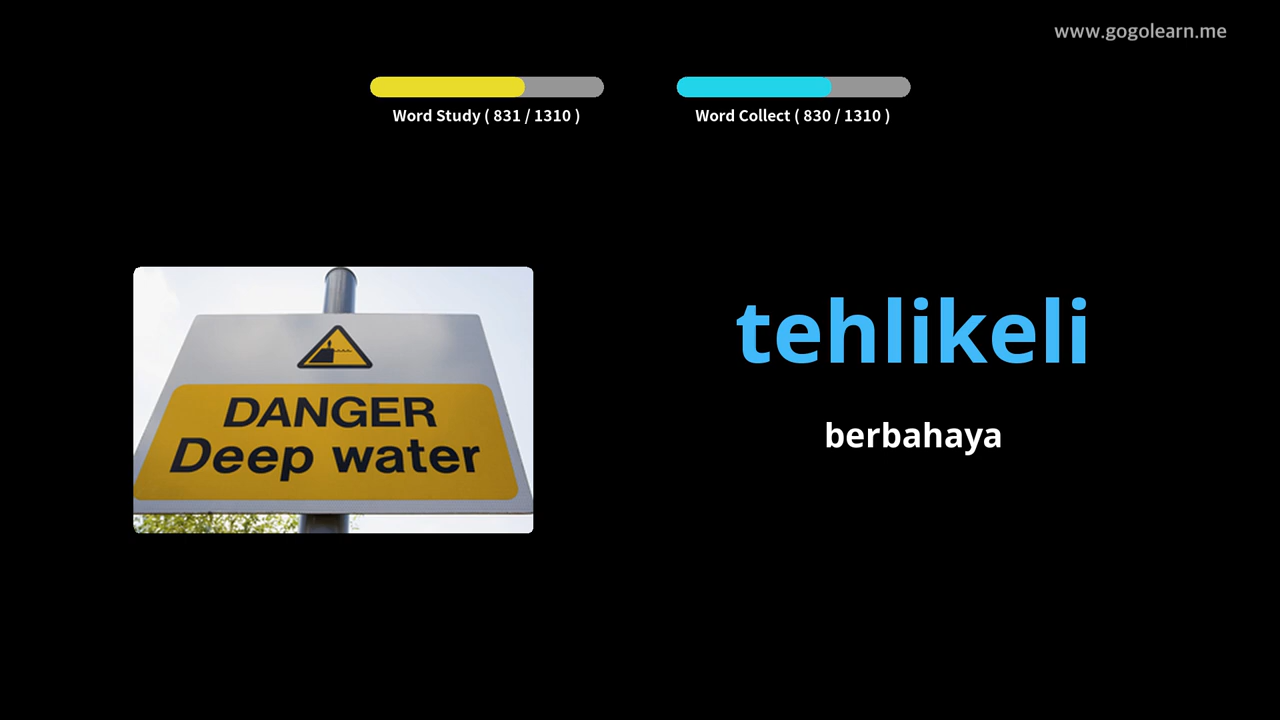 www.gogolearn.me
Word Study ( 831 / 1310 )
Word Collect ( 830 / 1310 )
DANGER
Deep water
tehlikeli
berbahaya